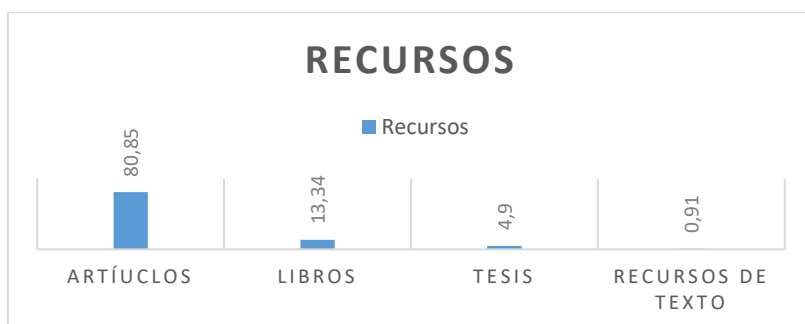 RECURSOS
Recursos
80,85
13,34
4,9
0,91
ARTÍUCLOS
LIBROS
TESIS
RECURSOS DE
TEXTO